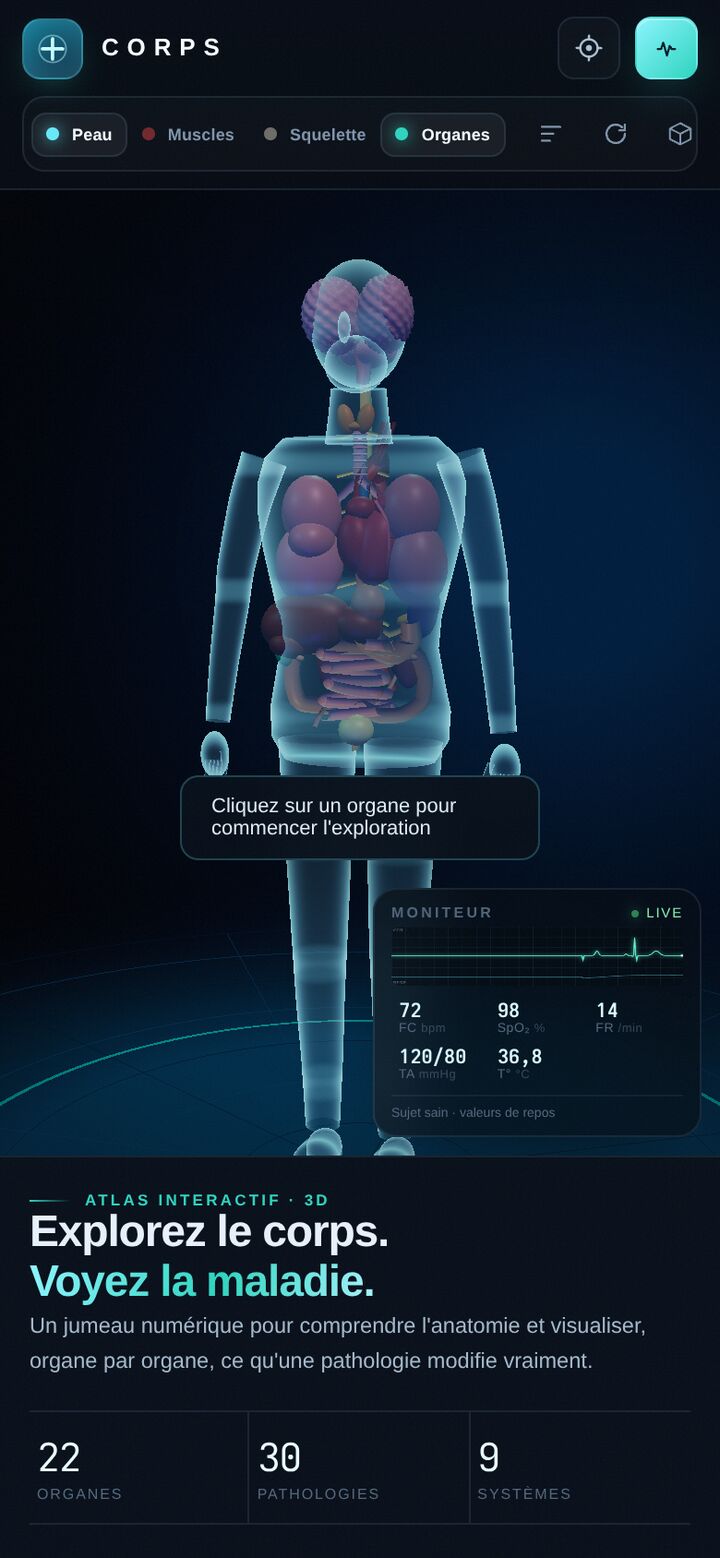 CORPS
Peau Muscles Squelette Organes
Cliquez sur un organe pour
commencer l'exploration
MONITEUR LIVE
72 98 14
FC bpm SpO₂ % FR /min
120/80 36,8
TA mmHg T° °C
Sujet sain · valeurs de repos
ATLAS INTERACTIF · 3D
Explorez le corps.
Voyez la maladie.
Un jumeau numérique pour comprendre l'anatomie et visualiser,
organe par organe, ce qu'une pathologie modifie vraiment.
22 30 9
ORGANES PATHOLOGIES SYSTÈMES